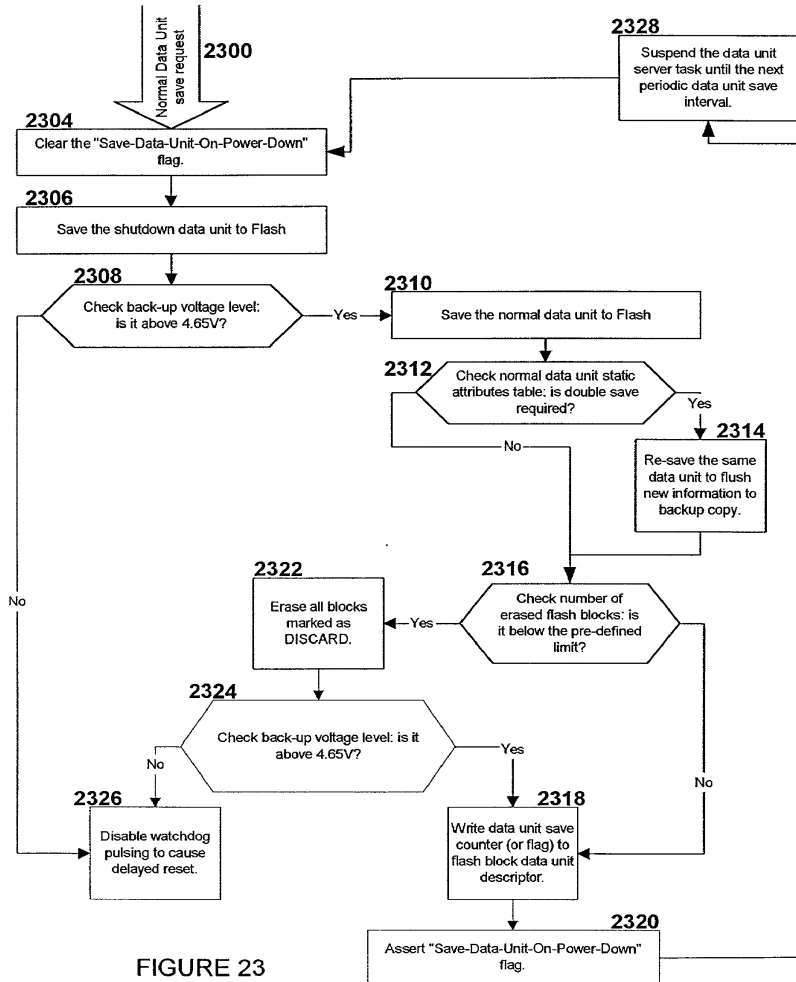 2300
Normal Data Unit
save request
2328
Suspend the data unit
server task until the next
periodic data unit save
interval.
2304
Clear the "Save-Data-Unit-On-Power-Down"
flag.
2306
Save the shutdown data unit to Flash
2308
Check back-up voltage level:
is it above 4.65V?
Yes
2310
Save the normal data unit to Flash
2312
Check normal data unit static
attributes table: is double save
required?
Yes
No
2314
Re-save the same
data unit to flush
new information to
backup copy.
2316
Check number of
erased flash blocks: is
it below the pre-defined
limit?
Yes
2322
Erase all blocks
marked as
DISCARD.
No
2324
Check back-up voltage level: is it
above 4.65V?
No
Yes
No
2326
Disable watchdog
pulsing to cause
delayed reset.
2318
Write data unit save
counter (or flag) to
flash block data unit
descriptor.
2320
Assert "Save-Data-Unit-On-Power-Down"
flag.
FIGURE 23